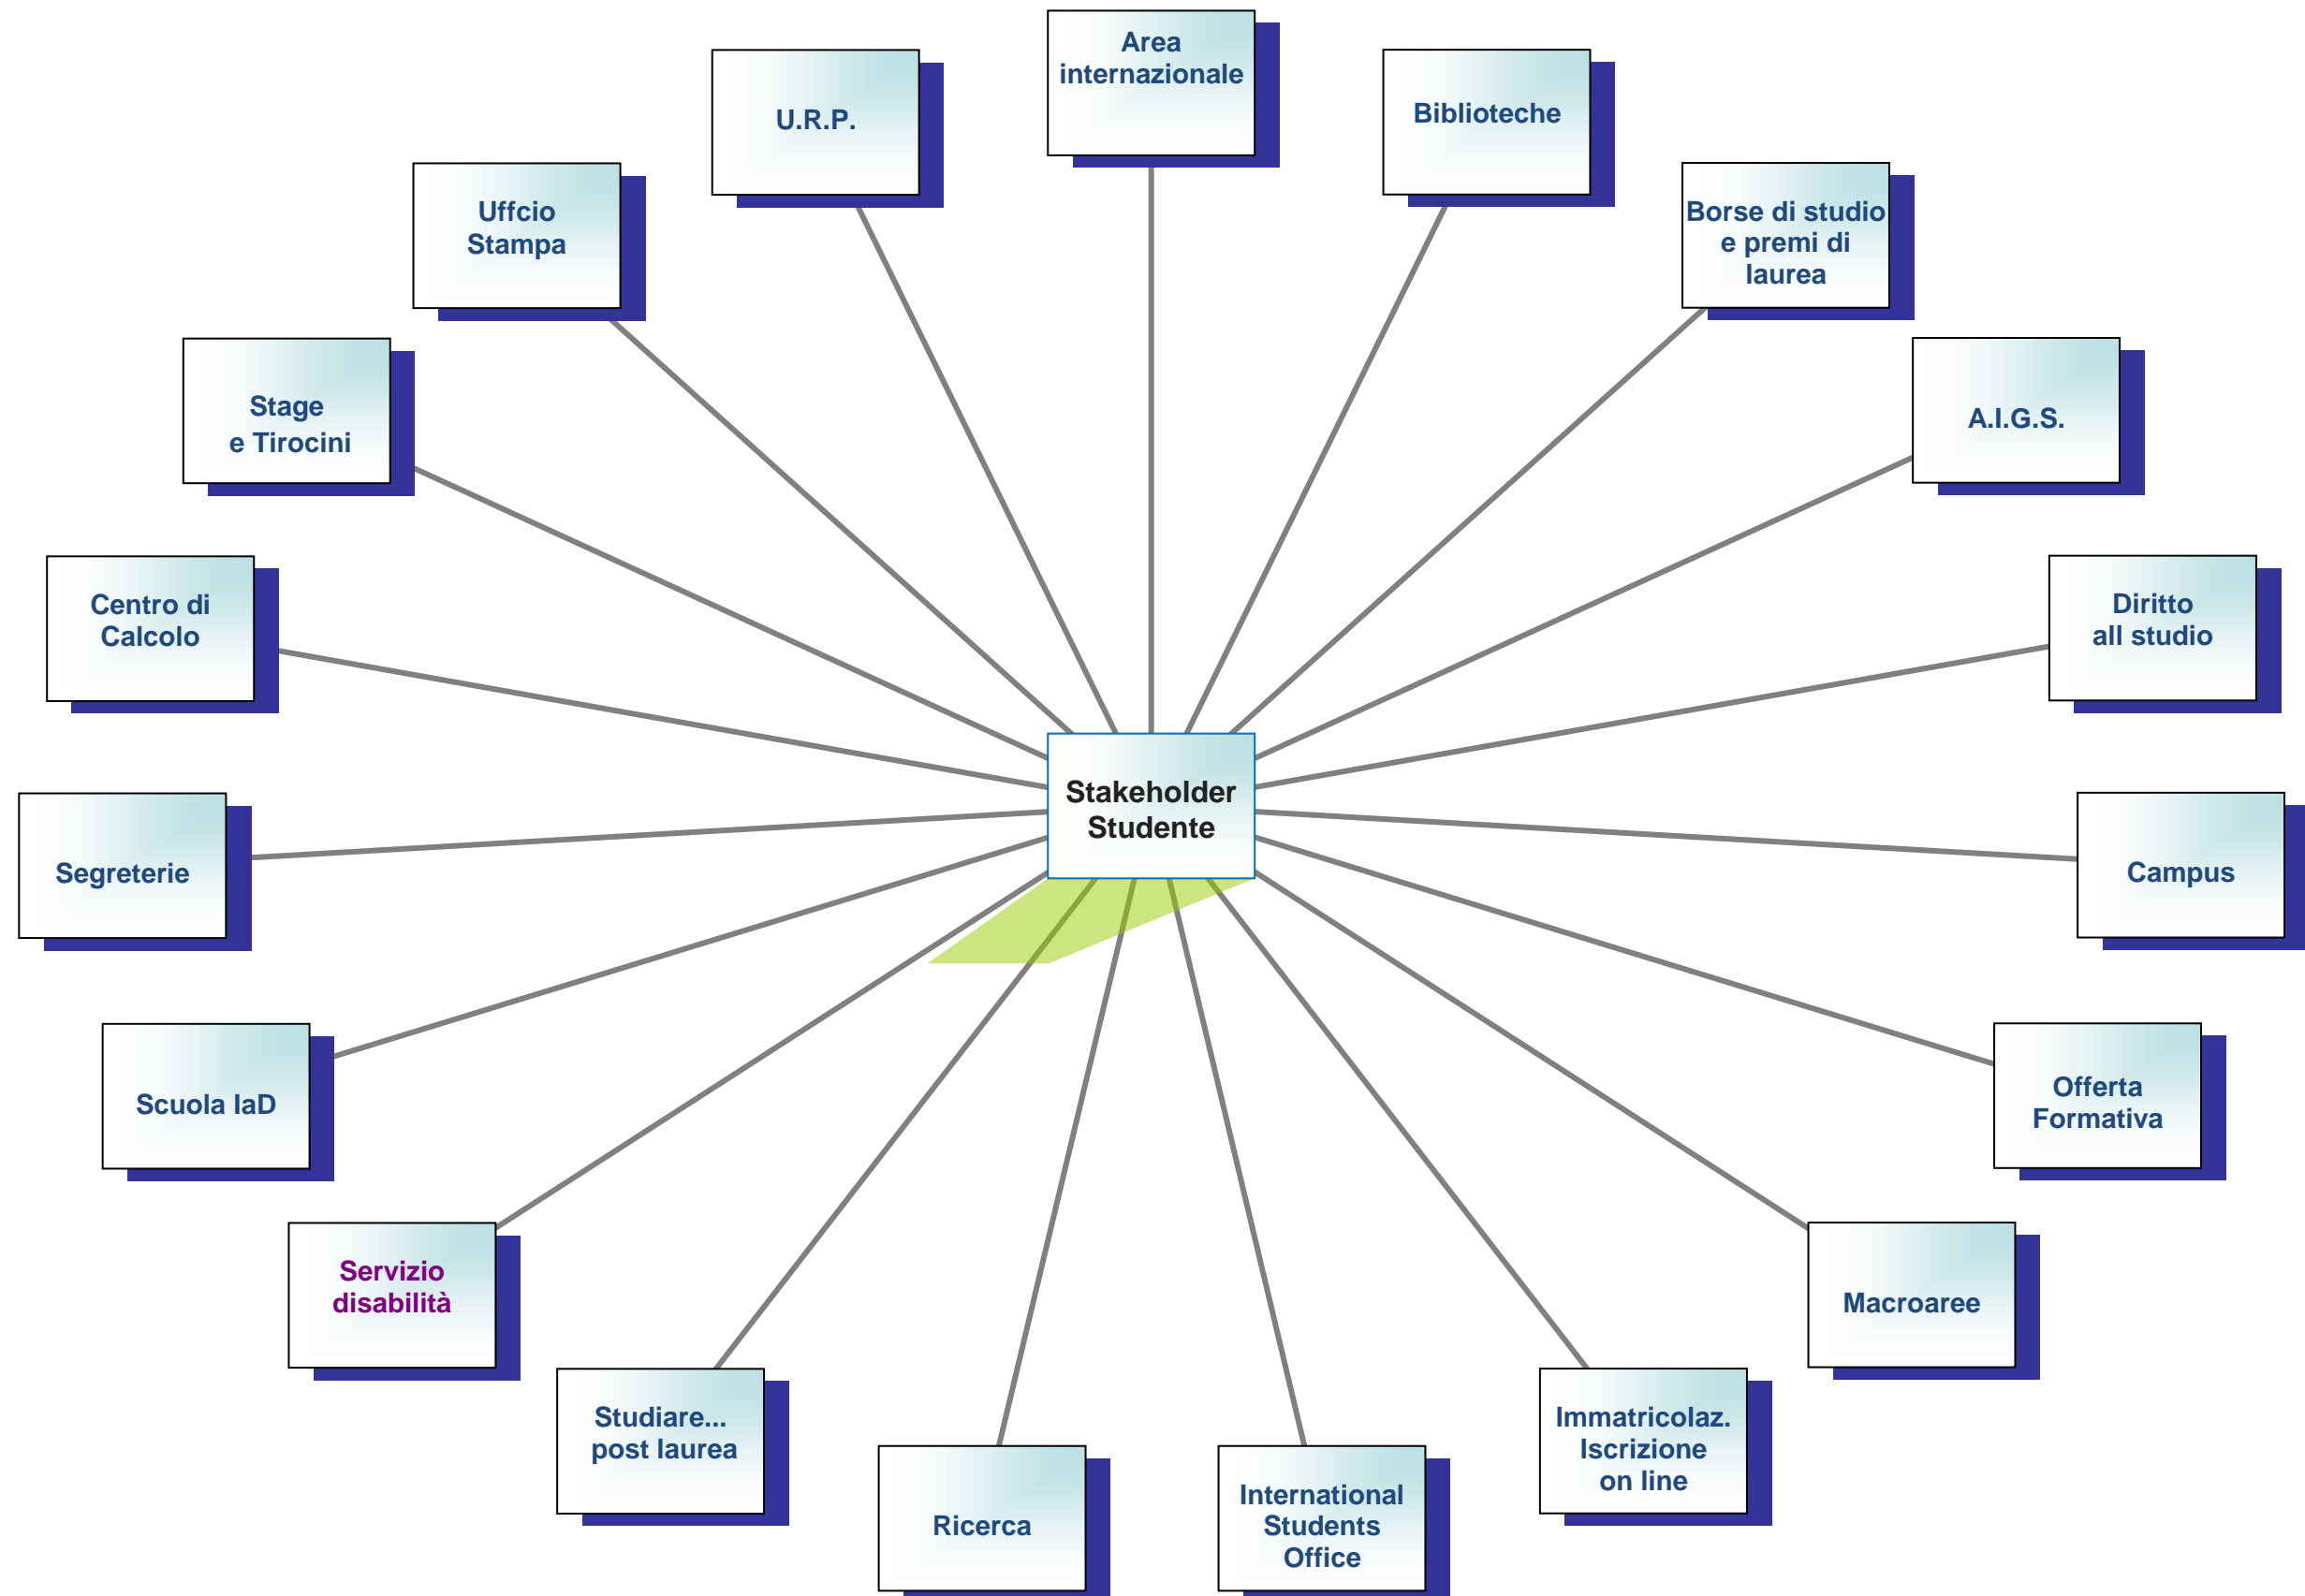 Area
internazionale
Biblioteche
U.R.P.
Borse di studio
e premi di
laurea
Uffcio
Stampa
A.I.G.S.
Stage
e Tirocini
Diritto
all studio
Centro di
Calcolo
Stakeholder
Studente
Segreterie
Campus
Scuola IaD
Offerta
Formativa
Servizio
disabilità
Macroaree
Studiare...
post laurea
Immatricolaz.
Iscrizione
on line
Ricerca
International
Students
Office